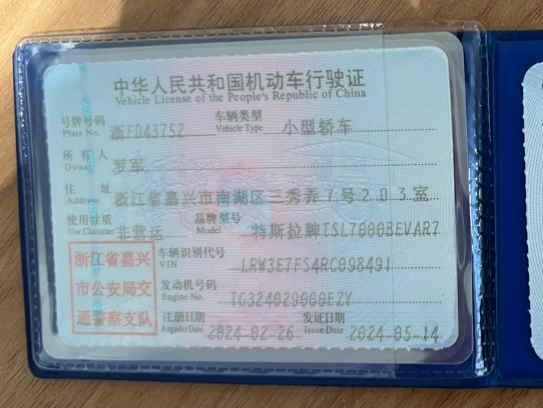 中华人民共和国机动车行驶证
Vehicle License of the People's Republic of China
号牌号码 Plate No. 浙FD43752 车辆类型 Vehicle Type 小型轿车
所有人 Owner 罗军
住址 Address 浙江省嘉兴市南湖区三秀弄7号203室
使用性质 Use Character 非营运 品牌型号 Model 特斯拉牌TSL7000BEVAR7
车辆识别代号 VIN LRW3E7FS4RC098491
发动机号码 Engine No. TG324029000EZY
注册日期 Register Date 2024-02-26 发证日期 Issue Date 2024-05-14
浙江省嘉兴
市公安局交
通警察支队